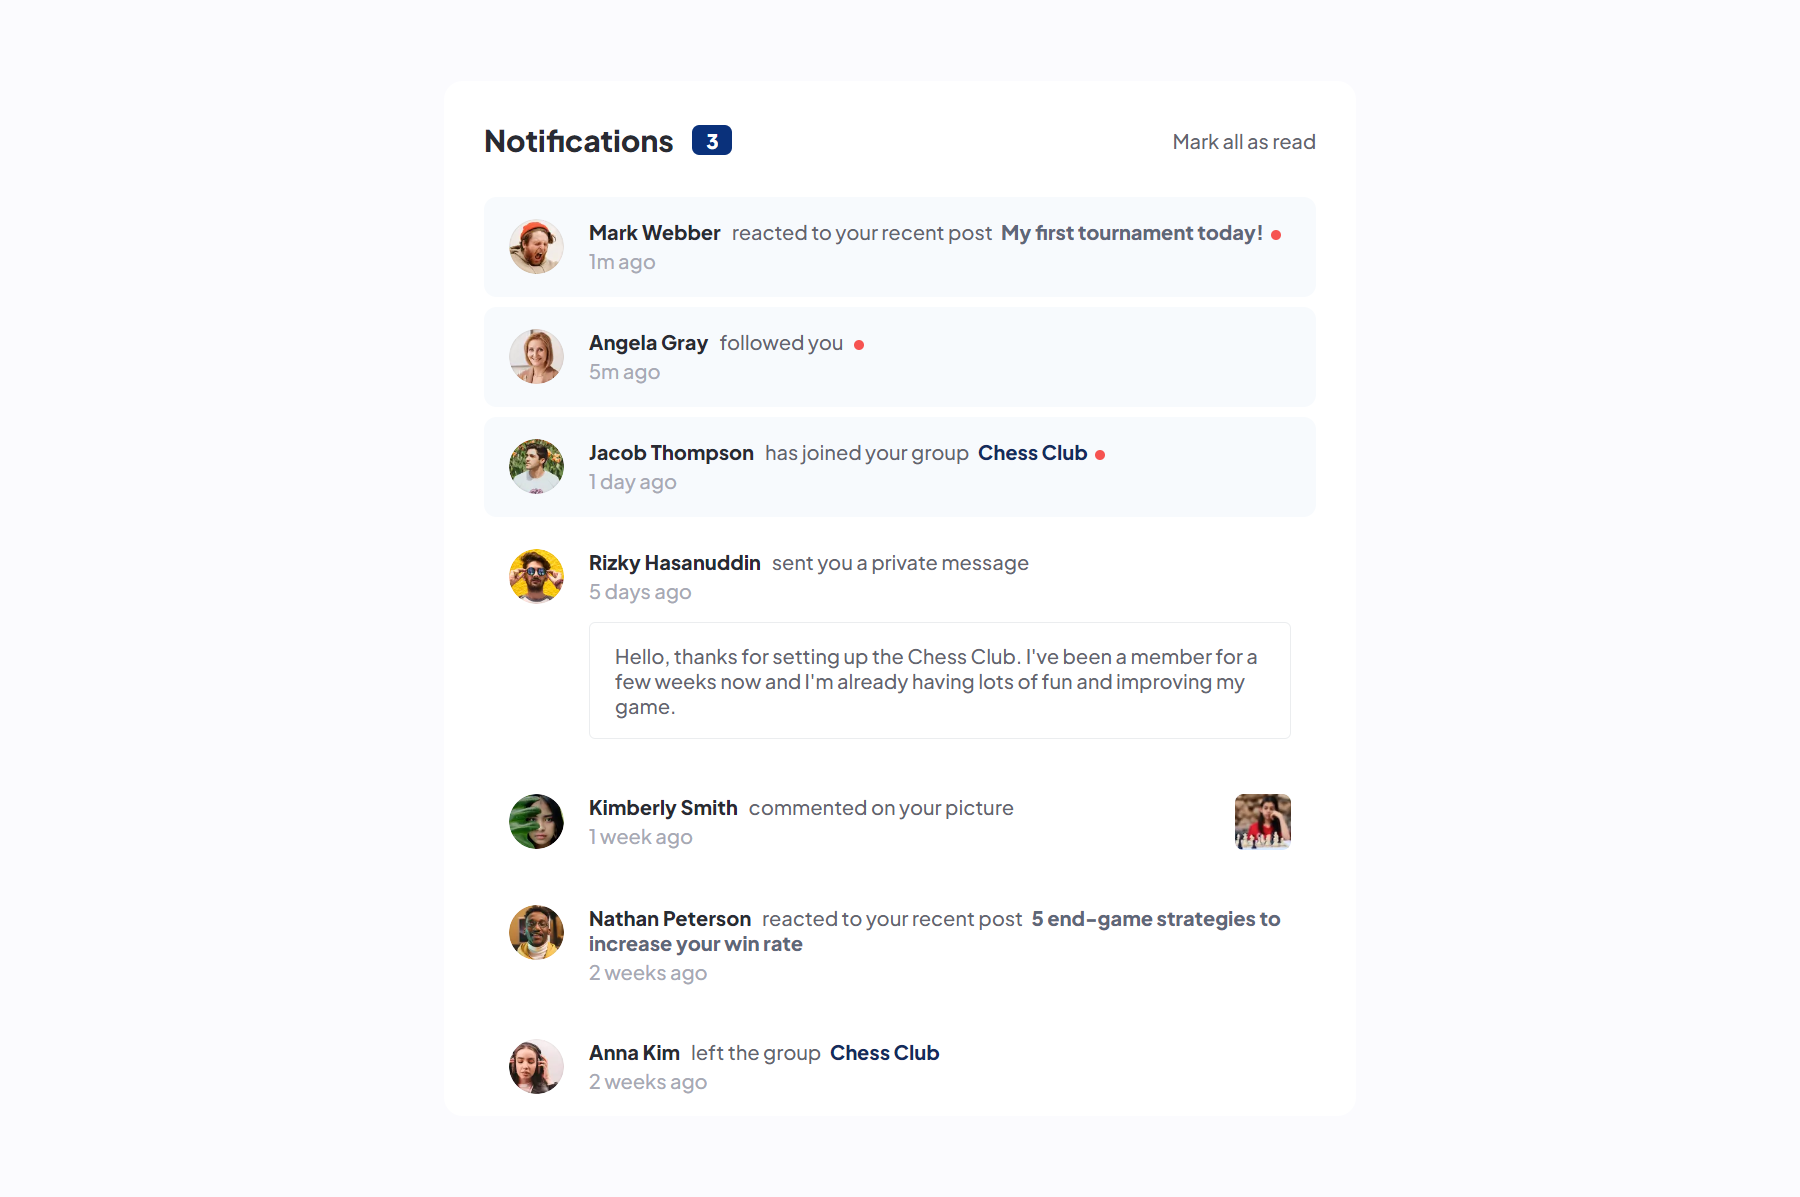 Notifications 3 Mark all as read
Mark Webber reacted to your recent post My first tournament today!
1m ago
Angela Gray followed you
5m ago
Jacob Thompson has joined your group Chess Club
1 day ago
Rizky Hasanuddin sent you a private message
5 days ago
Hello, thanks for setting up the Chess Club. I've been a member for a
few weeks now and I'm already having lots of fun and improving my
game.
Kimberly Smith commented on your picture
1 week ago
Nathan Peterson reacted to your recent post 5 end-game strategies to
increase your win rate
2 weeks ago
Anna Kim left the group Chess Club
2 weeks ago